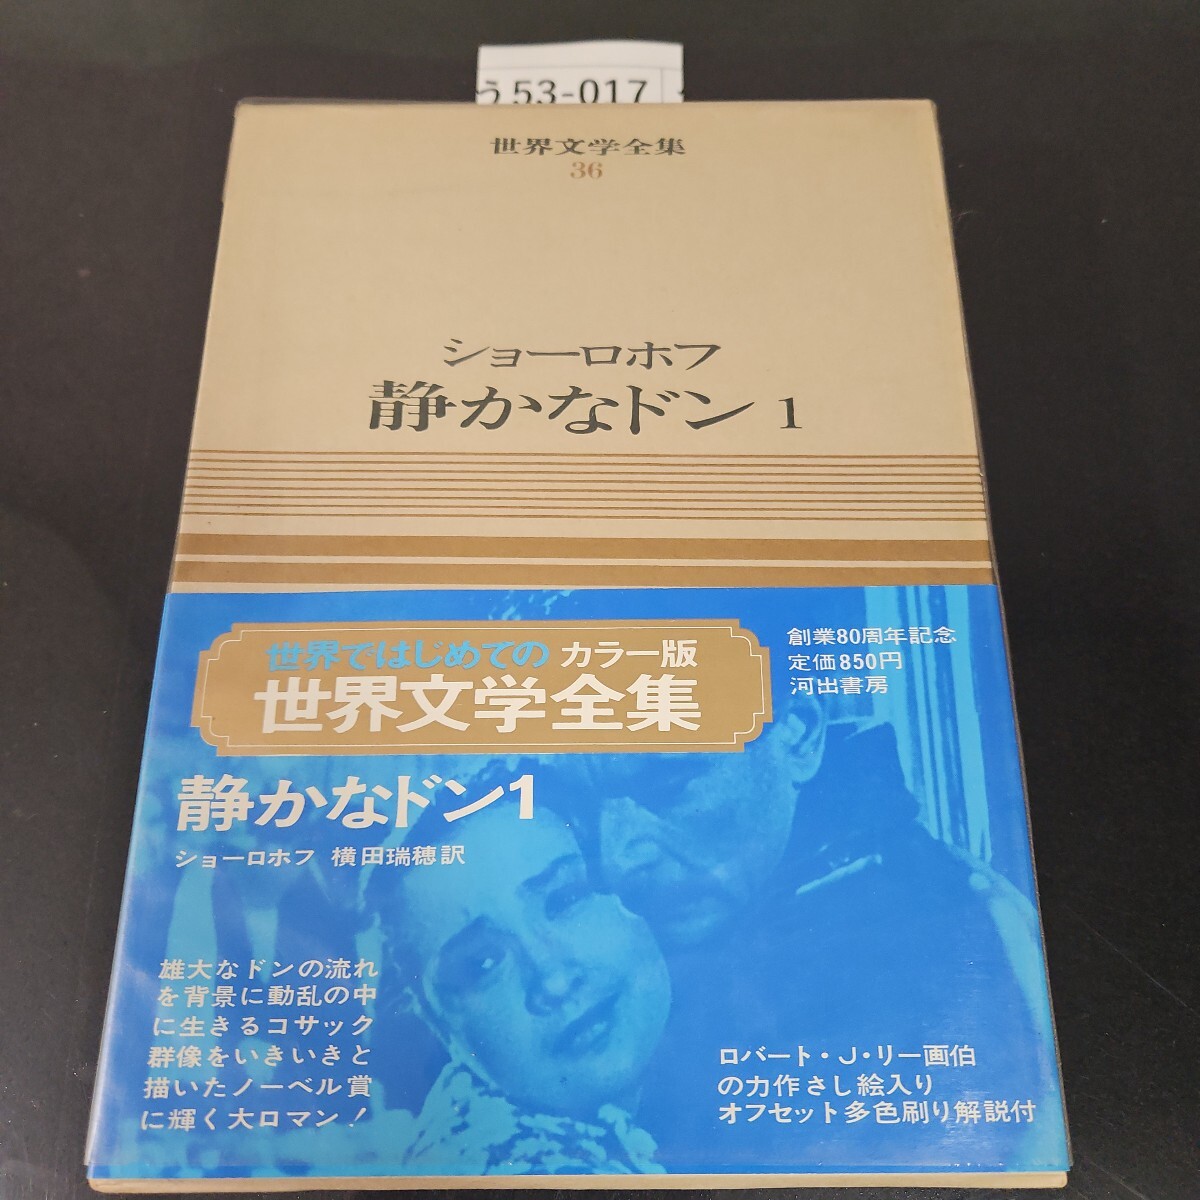 う53-017
世界文学全集
36
ショーロホフ
静かなドン 1
世界ではじめての カラー版
世界文学全集
創業80周年記念
定価850円
河出書房
静かなドン1
ショーロホフ 横田瑞穂訳
雄大なドンの流れ
を背景に動乱の中
に生きるコサック
群像をいきいきと
描いたノーベル賞
に輝く大ロマン!
ロバート・J・リー画伯
の力作さし絵入り
オフセット多色刷り解説付